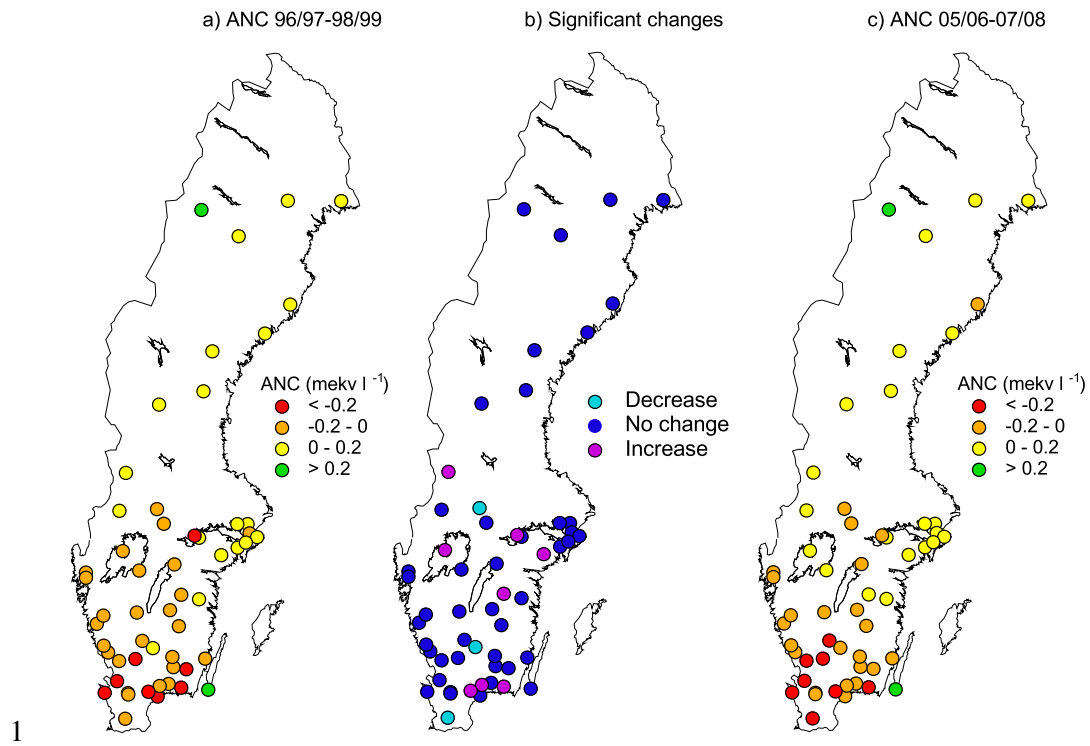 a) ANC 96/97-98/99
b) Significant changes
c) ANC 05/06-07/08
ANC (mekv l -1)
< -0.2
-0.2 - 0
0 - 0.2
> 0.2
Decrease
No change
Increase
ANC (mekv l -1)
< -0.2
-0.2 - 0
0 - 0.2
> 0.2
1